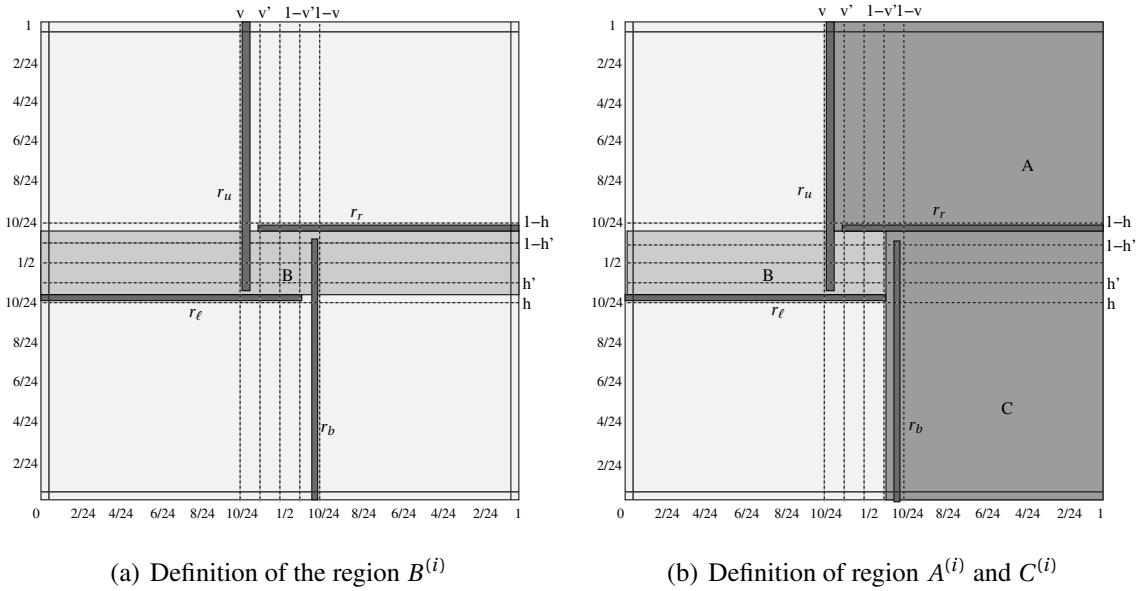 v v' 1−v' 1−v
1
2/24
4/24
6/24
8/24
10/24
1/2
10/24
8/24
6/24
4/24
2/24
0 2/24 4/24 6/24 8/24 10/24 1/2 10/24 8/24 6/24 4/24 2/24 1
r_u
r_r
B
r_ℓ
r_b
1−h
1−h'
h'
h
(a) Definition of the region B^{(i)}
v v' 1−v' 1−v
1
2/24
4/24
6/24
8/24
10/24
1/2
10/24
8/24
6/24
4/24
2/24
0 2/24 4/24 6/24 8/24 10/24 1/2 10/24 8/24 6/24 4/24 2/24 1
A
r_u
r_r
B
r_ℓ
C
r_b
1−h
1−h'
h'
h
(b) Definition of region A^{(i)} and C^{(i)}